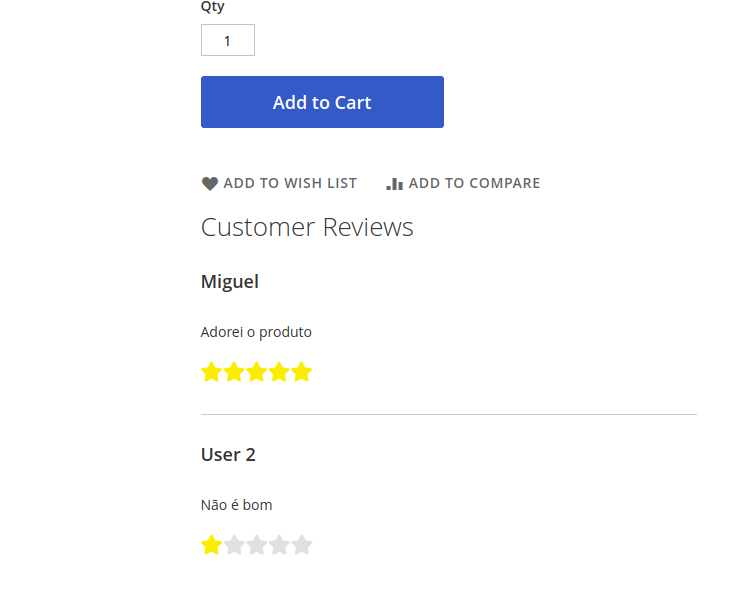 Qty
1
Add to Cart
ADD TO WISH LIST ADD TO COMPARE
Customer Reviews
Miguel
Adorei o produto
User 2
Não é bom